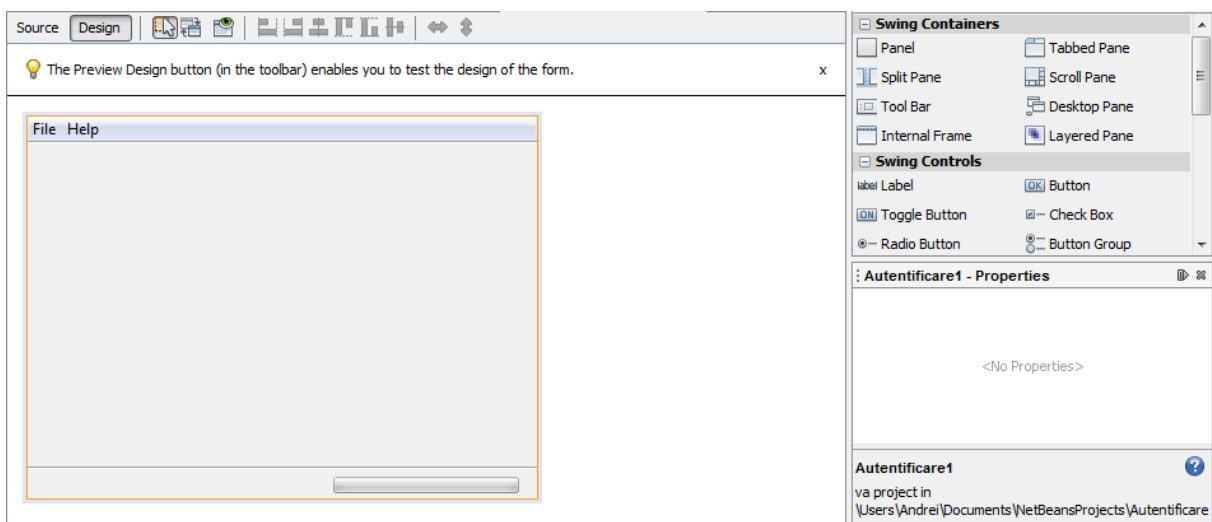 Source Design
The Preview Design button (in the toolbar) enables you to test the design of the form. x
File Help
Swing Containers
Panel Tabbed Pane
Split Pane Scroll Pane
Tool Bar Desktop Pane
Internal Frame Layered Pane
Swing Controls
label Label OK Button
ON Toggle Button Check Box
Radio Button Button Group
Autentificare1 - Properties
<No Properties>
Autentificare1 ?
va project in
\Users\Andrei\Documents\NetBeansProjects\Autentificare